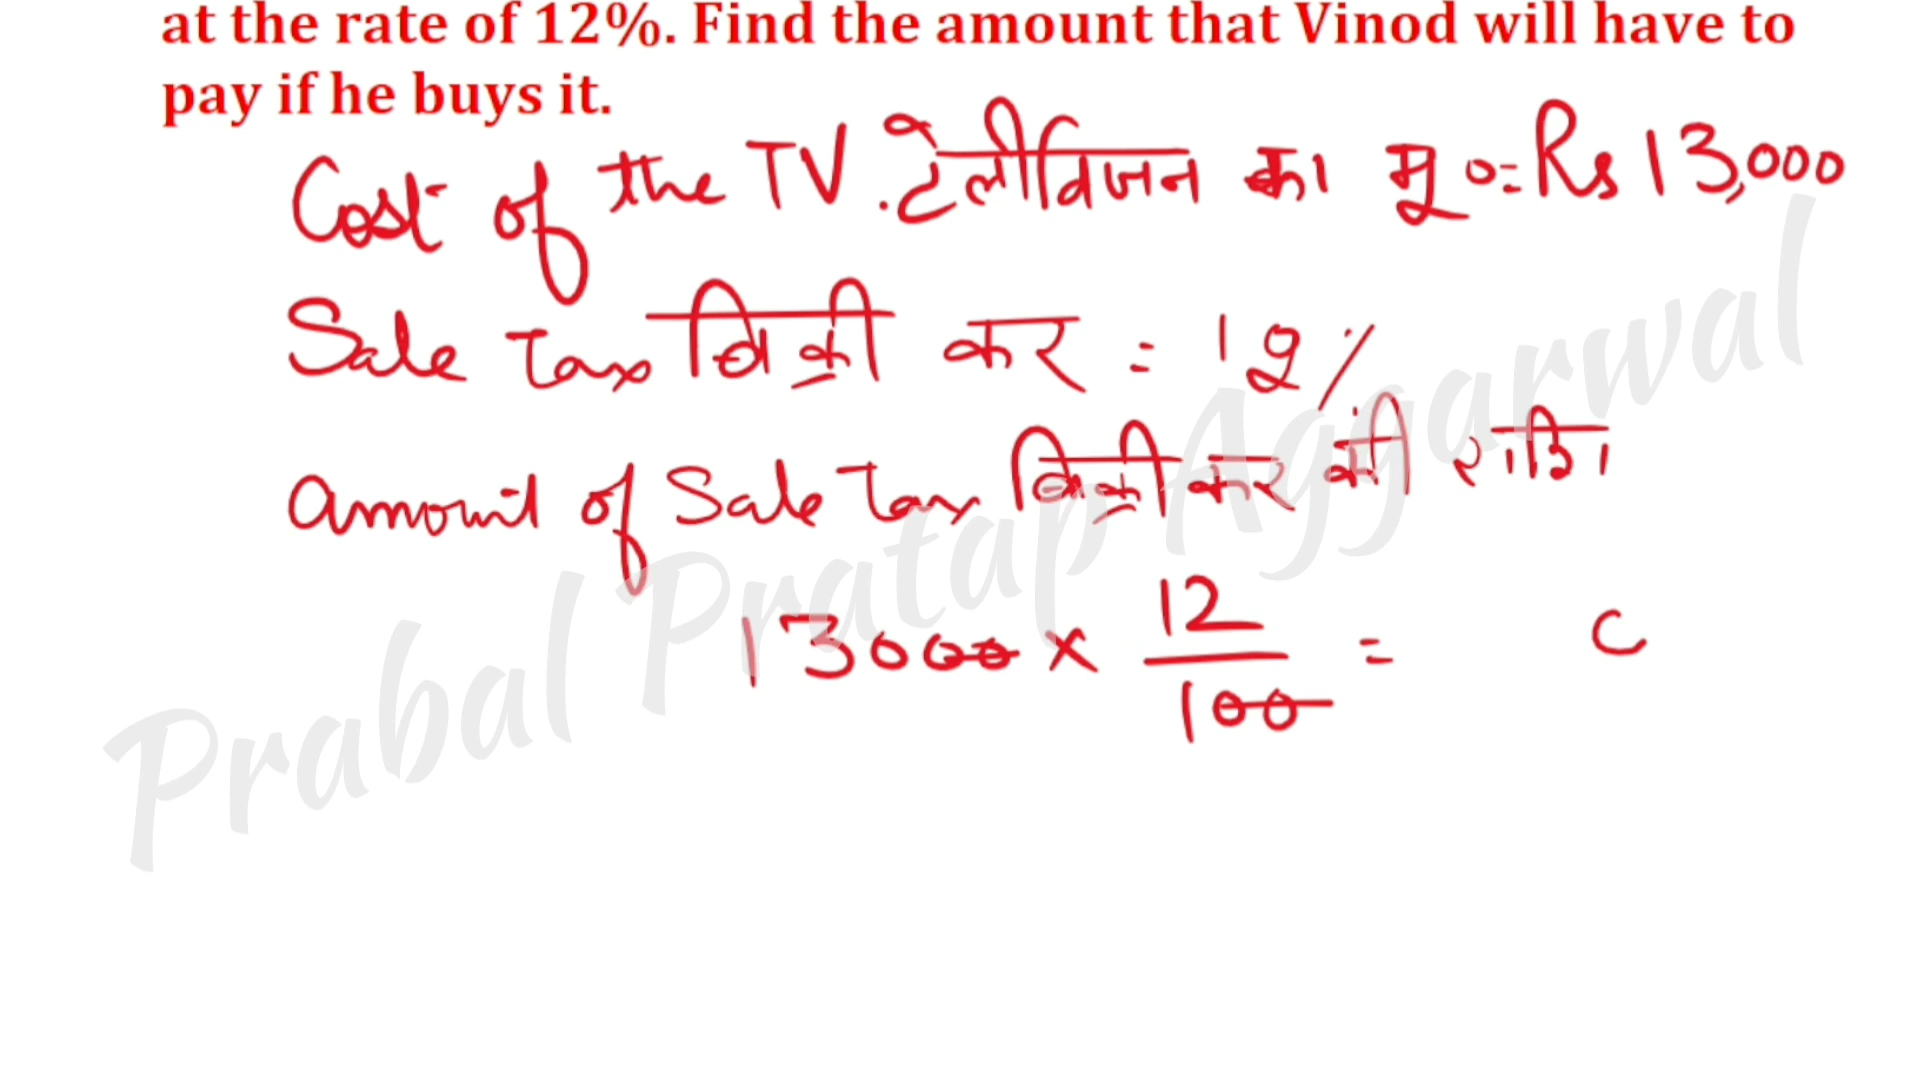 at the rate of 12%. Find the amount that Vinod will have to
pay if he buys it.
Cost of the TV. टेलीविजन का मू०= Rs 13,000
Sale Tax बिक्री कर = 12%
Amount of Sale Tax बिक्री कर की राशि
13000 × 12/100 = 0
Prabal Pratap Aggarwal